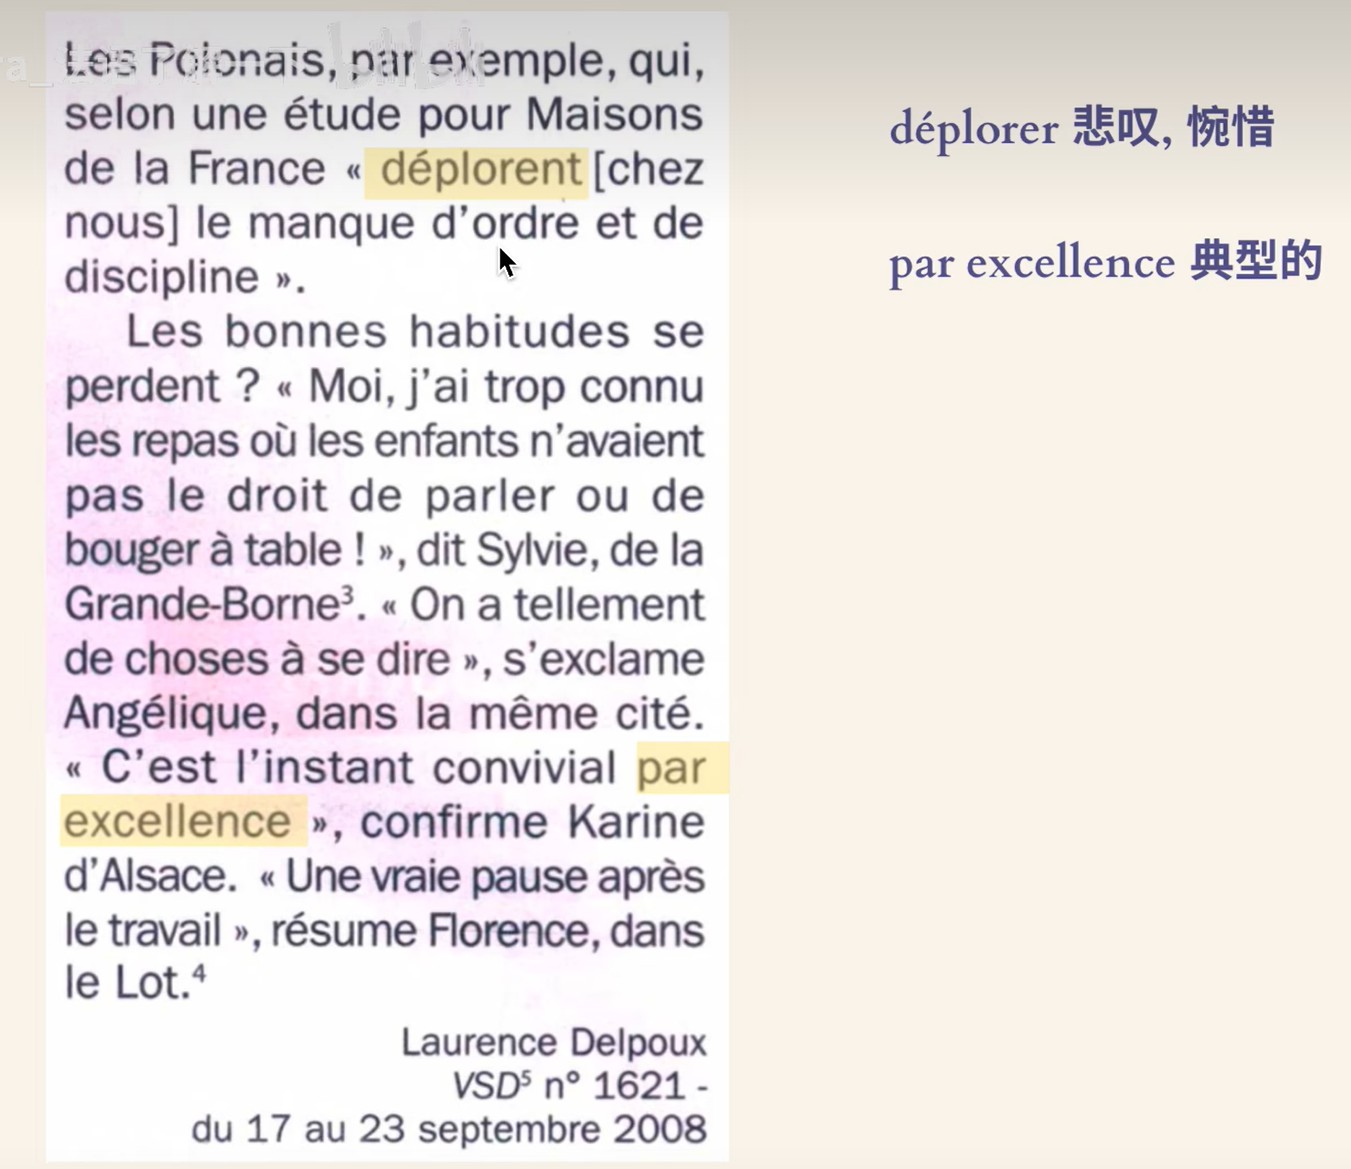 Les Polonais, par exemple, qui,
selon une étude pour Maisons
de la France « déplorent [chez
nous] le manque d'ordre et de
discipline ».
Les bonnes habitudes se
perdent ? « Moi, j'ai trop connu
les repas où les enfants n'avaient
pas le droit de parler ou de
bouger à table ! », dit Sylvie, de la
Grande-Borne³. « On a tellement
de choses à se dire », s'exclame
Angélique, dans la même cité.
« C'est l'instant convivial par
excellence », confirme Karine
d'Alsace. « Une vraie pause après
le travail », résume Florence, dans
le Lot.⁴
Laurence Delpoux
VSD⁵ n° 1621 -
du 17 au 23 septembre 2008
déplorer 悲叹, 惋惜
par excellence 典型的
bilibili